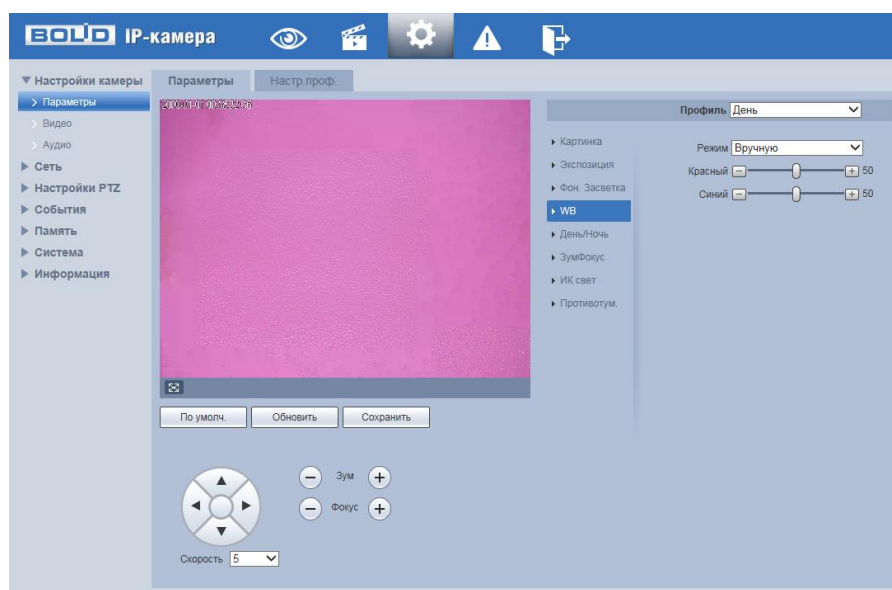 BOLID IP-камера
Настройки камеры
Параметры
Видео
Аудио
Сеть
Настройки PTZ
События
Память
Система
Информация
Параметры Настр.проф.
Профиль День
Картинка
Экспозиция
Фон. Засветка
WB
День/Ночь
ЗумФокус
ИК свет
Противотум.
Режим Вручную
Красный 50
Синий 50
По умолч. Обновить Сохранить
Зум
Фокус
Скорость 5